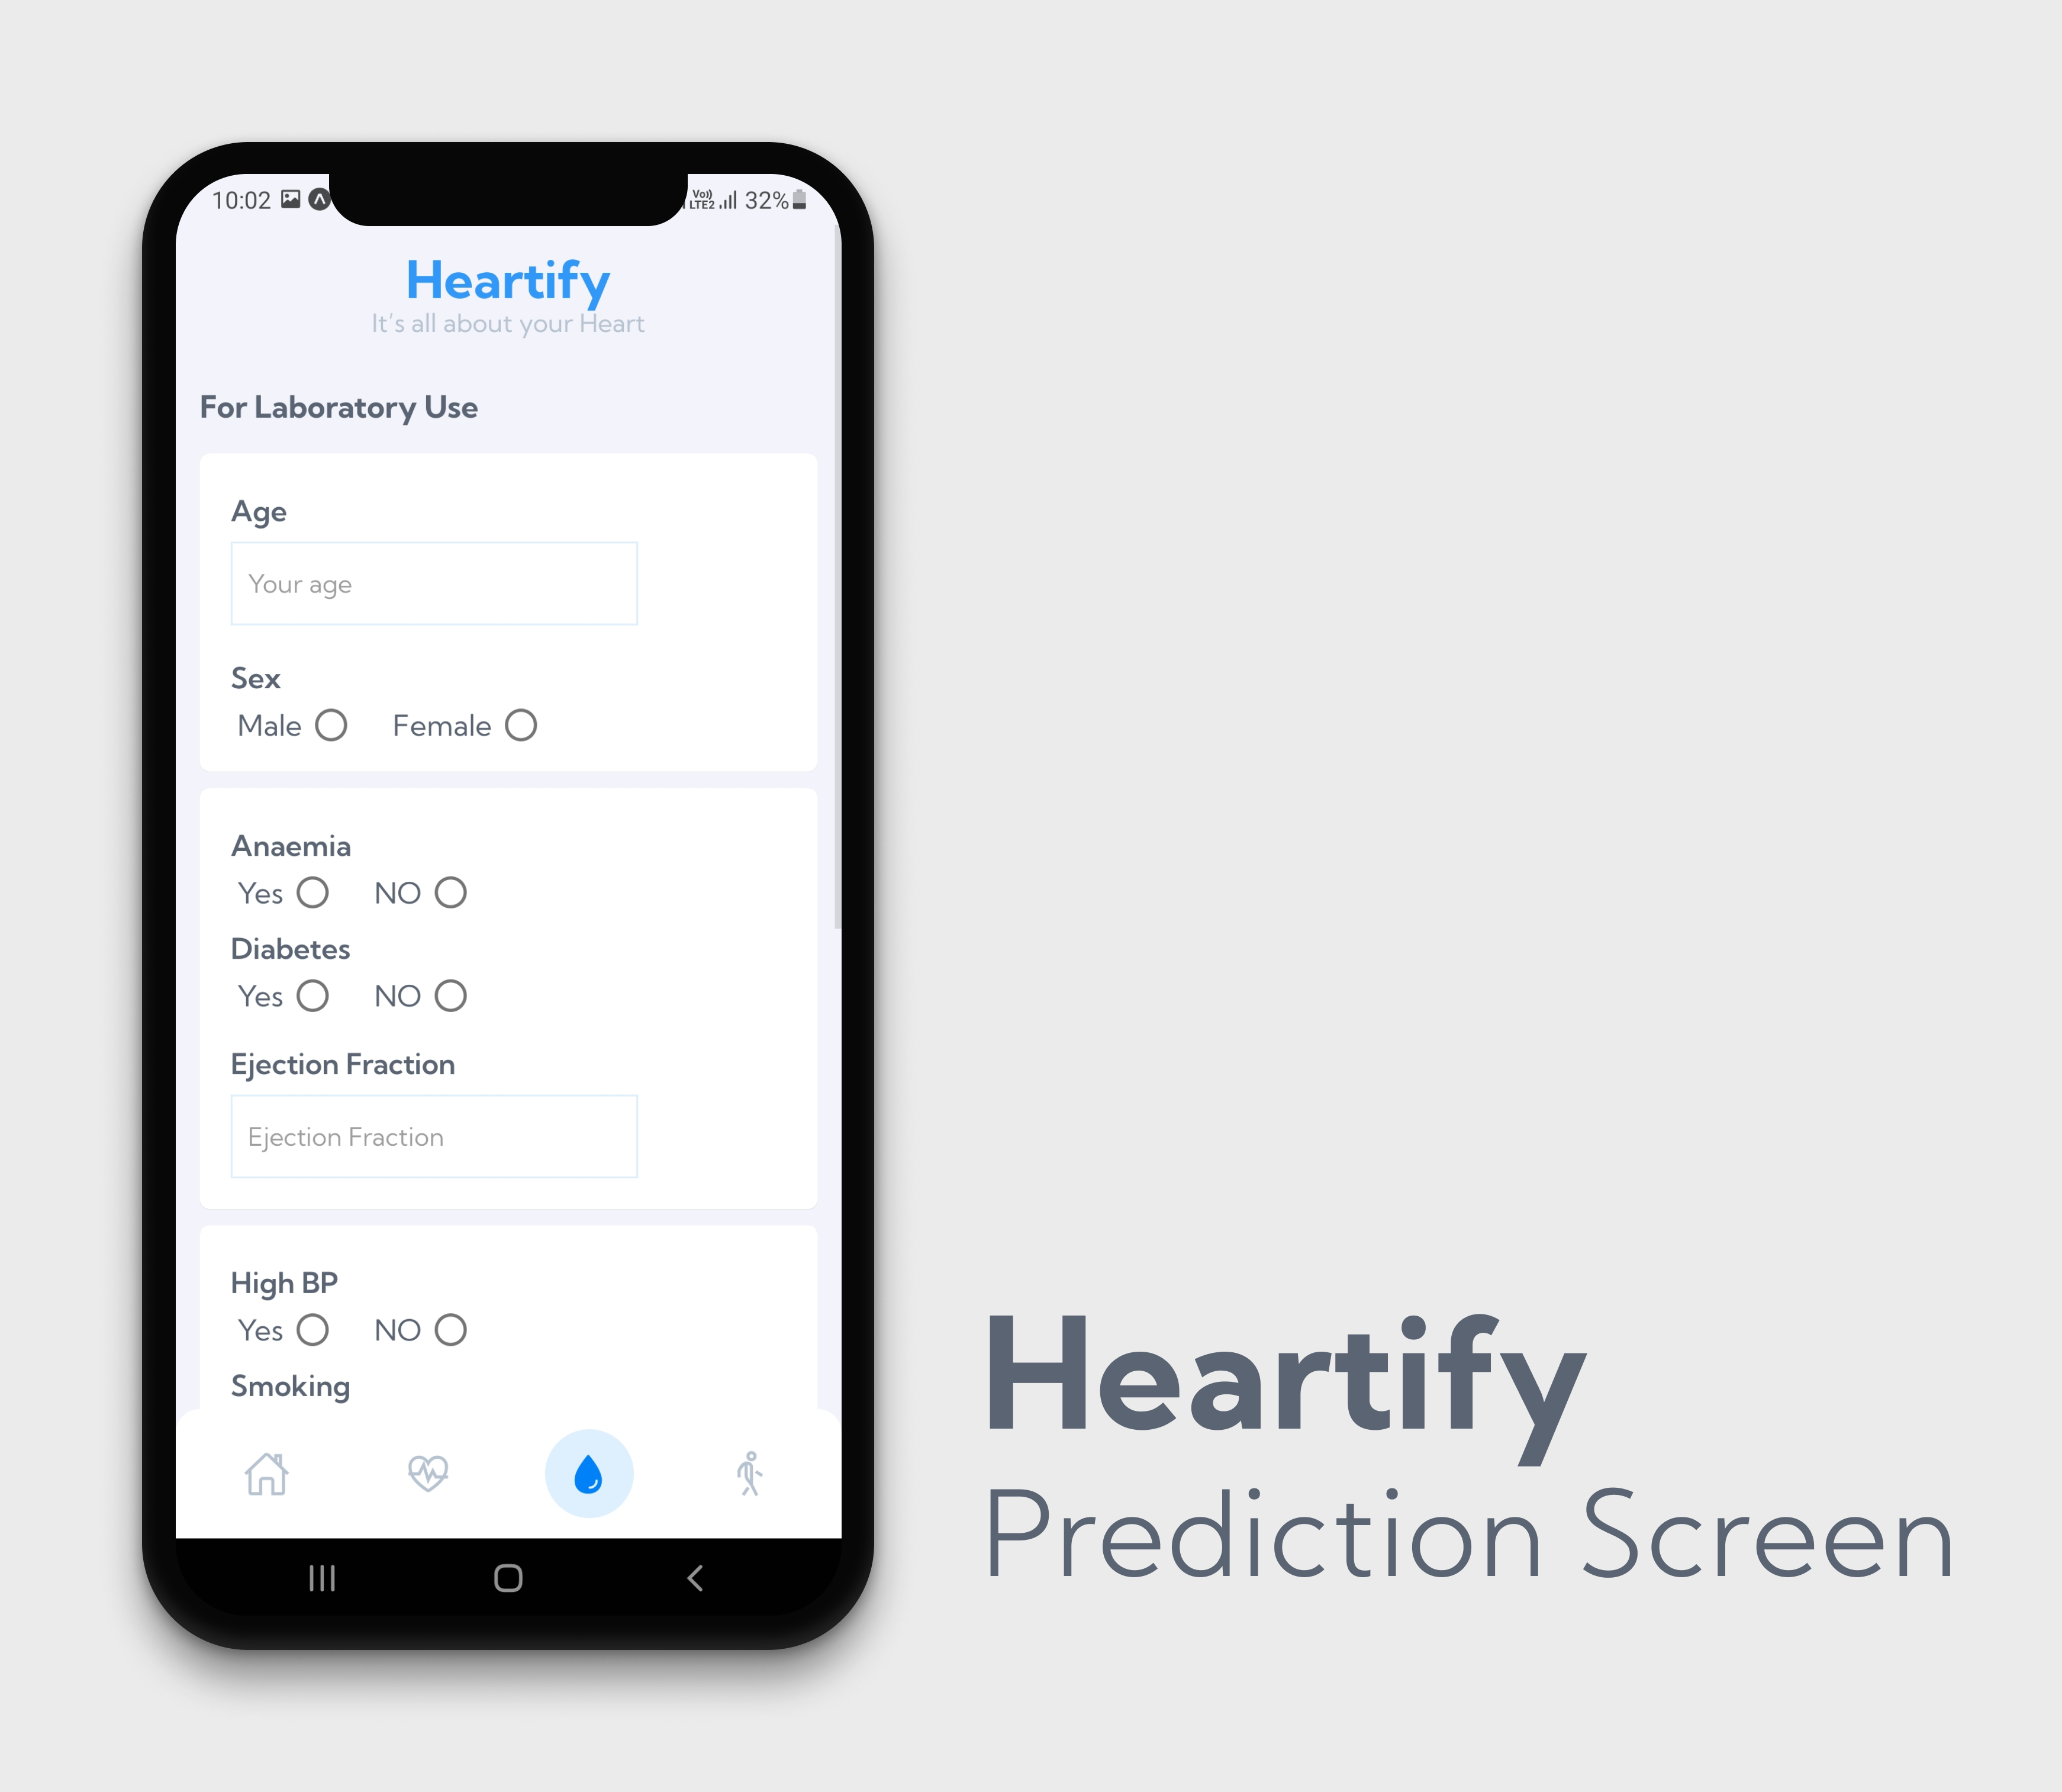 10:02
Vo)) LTE2 32%
Heartify
It's all about your Heart
For Laboratory Use
Age
Your age
Sex
Male Female
Anaemia
Yes NO
Diabetes
Yes NO
Ejection Fraction
Ejection Fraction
High BP
Yes NO
Smoking
Heartify
Prediction Screen